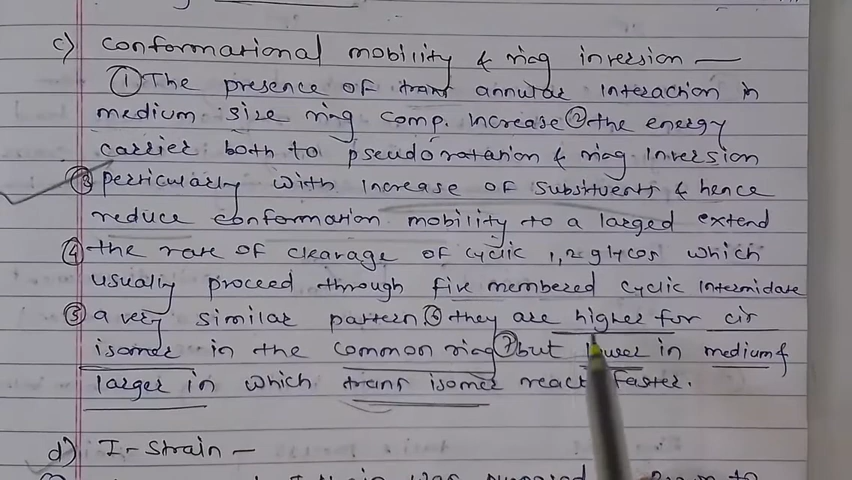 c) conformational mobility & ring inversion —
① The presence of trans annular interaction in
medium size ring comp. increase ② the energy
carrier both to pseudorotation & ring inversion
③ perticularly with increase of substituents & hence
reduce conformation mobility to a larged extend
④ the rate of clearage of cyclic 1,2 glycos which
usually proceed through five membered cyclic intermidate
⑤ a very similar pattern. ⑥ they are higher for cis
isomer in the common ring ⑦ but lower in medium &
larger in which trans isomer react faster.
d) I-strain —